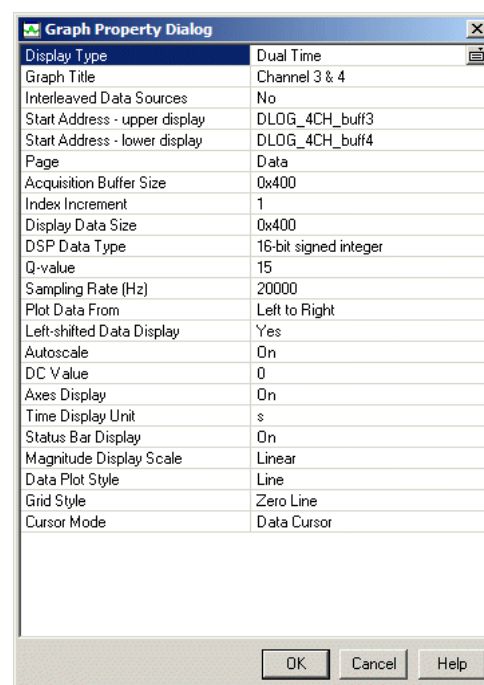 Graph Property Dialog
Display Type Dual Time
Graph Title Channel 3 & 4
Interleaved Data Sources No
Start Address - upper display DLOG_4CH_buff3
Start Address - lower display DLOG_4CH_buff4
Page Data
Acquisition Buffer Size 0x400
Index Increment 1
Display Data Size 0x400
DSP Data Type 16-bit signed integer
Q-value 15
Sampling Rate (Hz) 20000
Plot Data From Left to Right
Left-shifted Data Display Yes
Autoscale On
DC Value 0
Axes Display On
Time Display Unit s
Status Bar Display On
Magnitude Display Scale Linear
Data Plot Style Line
Grid Style Zero Line
Cursor Mode Data Cursor
OK Cancel Help